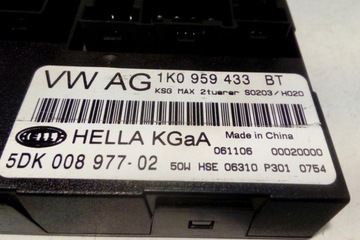 VW AG 1K0 959 433 BT
KSG MAX 2tuerer S0203/H020
HELLA HELLA KGaA Made in China
061106 00020000
5DK 008 977-02 50W HSE 06310 P301 0754